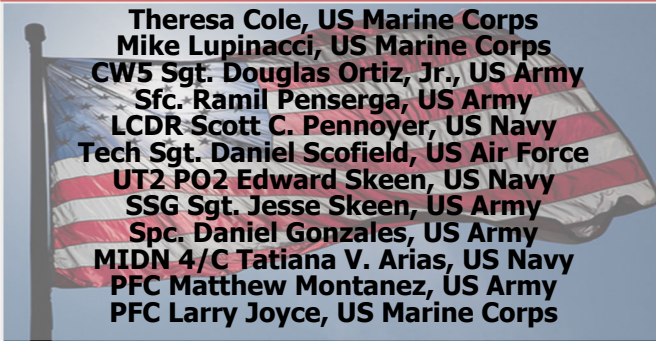 Theresa Cole, US Marine Corps
Mike Lupinacci, US Marine Corps
CW5 Sgt. Douglas Ortiz, Jr., US Army
Sfc. Ramil Penserga, US Army
LCDR Scott C. Pennoyer, US Navy
Tech Sgt. Daniel Scofield, US Air Force
UT2 PO2 Edward Skeen, US Navy
SSG Sgt. Jesse Skeen, US Army
Spc. Daniel Gonzales, US Army
MIDN 4/C Tatiana V. Arias, US Navy
PFC Matthew Montanez, US Army
PFC Larry Joyce, US Marine Corps